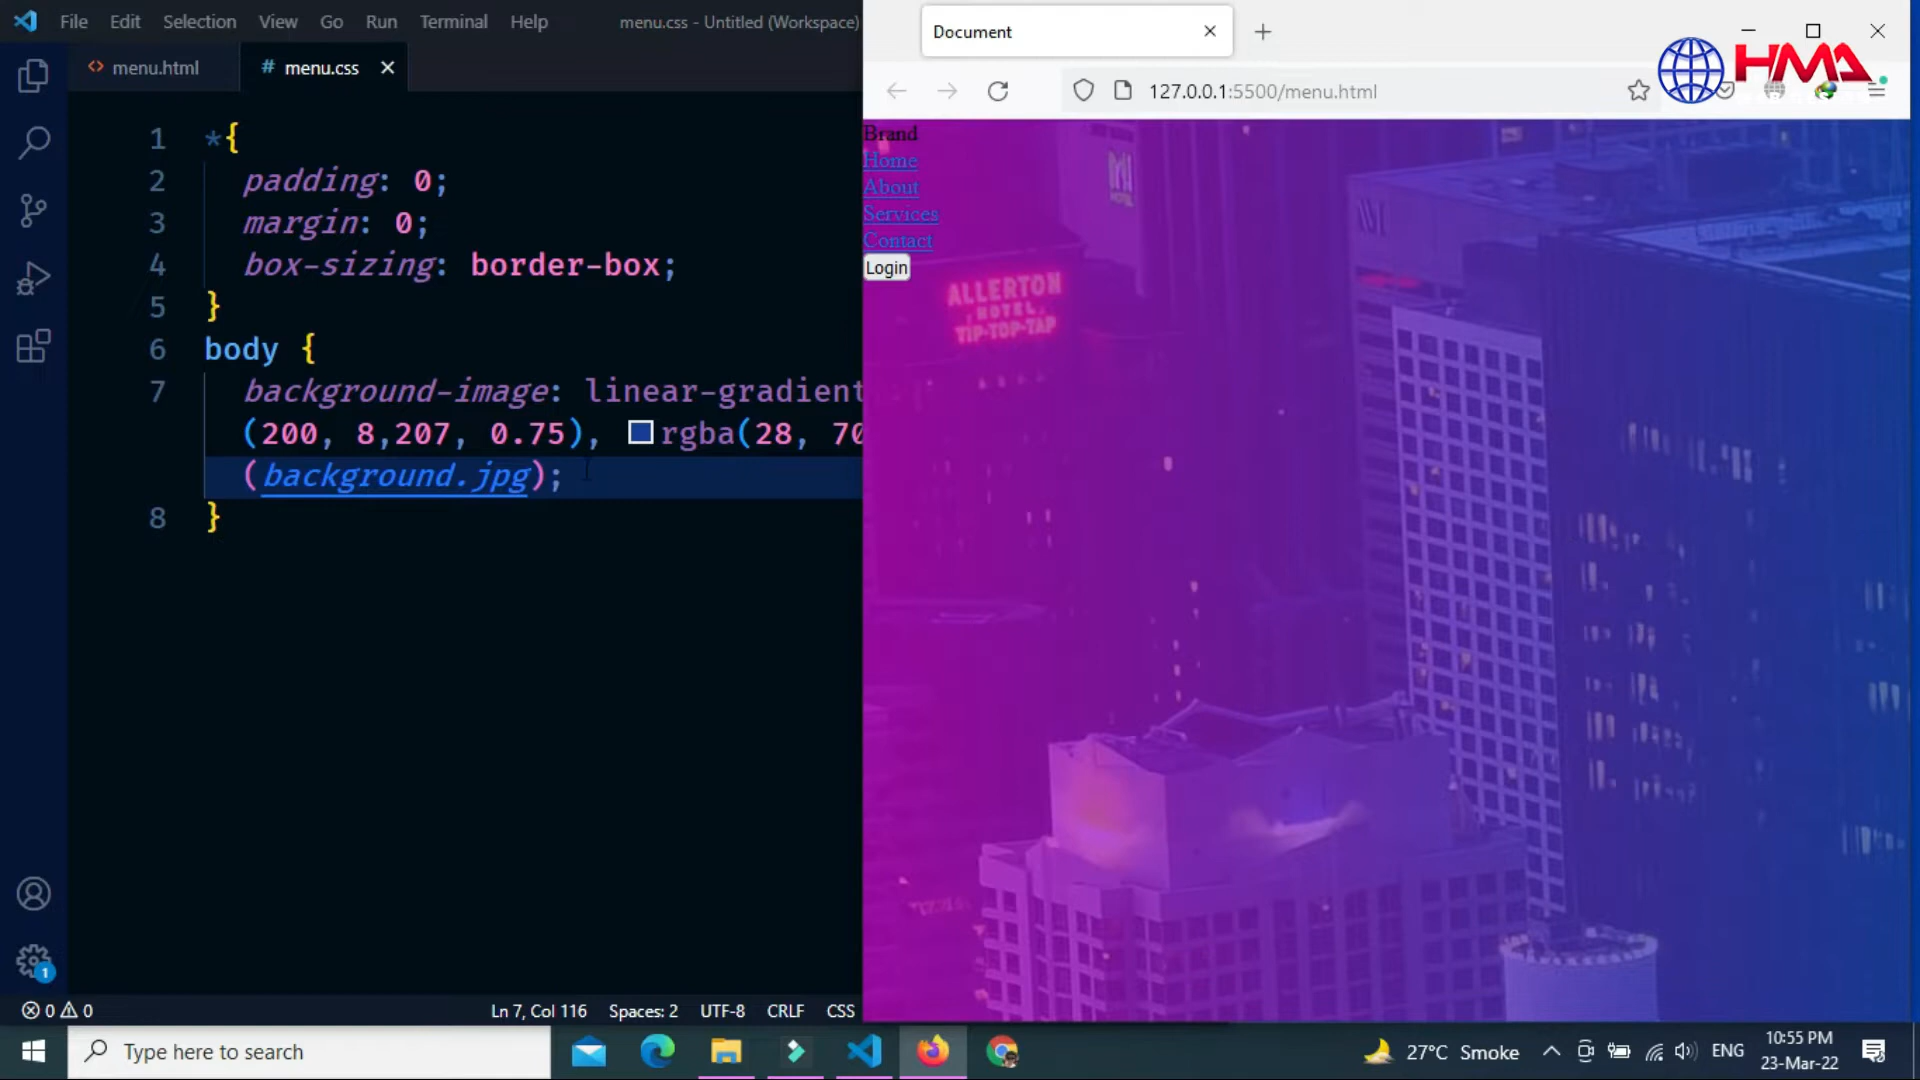 File Edit Selection View Go Run Terminal Help menu.css - Untitled (Workspace)
menu.html menu.css
1 *{
2 padding: 0;
3 margin: 0;
4 box-sizing: border-box;
5 }
6 body {
7 background-image: linear-gradient
(200, 8,207, 0.75), rgba(28, 70
(background.jpg);
8 }
0 0 Ln 7, Col 116 Spaces: 2 UTF-8 CRLF CSS
1
Document
127.0.0.1:5500/menu.html
HMA
Brand
Home
About
Services
Contact
Login
ALLERTON
HOTEL
TIP-TOP-TAP
Type here to search
27°C Smoke ENG 10:55 PM
23-Mar-22